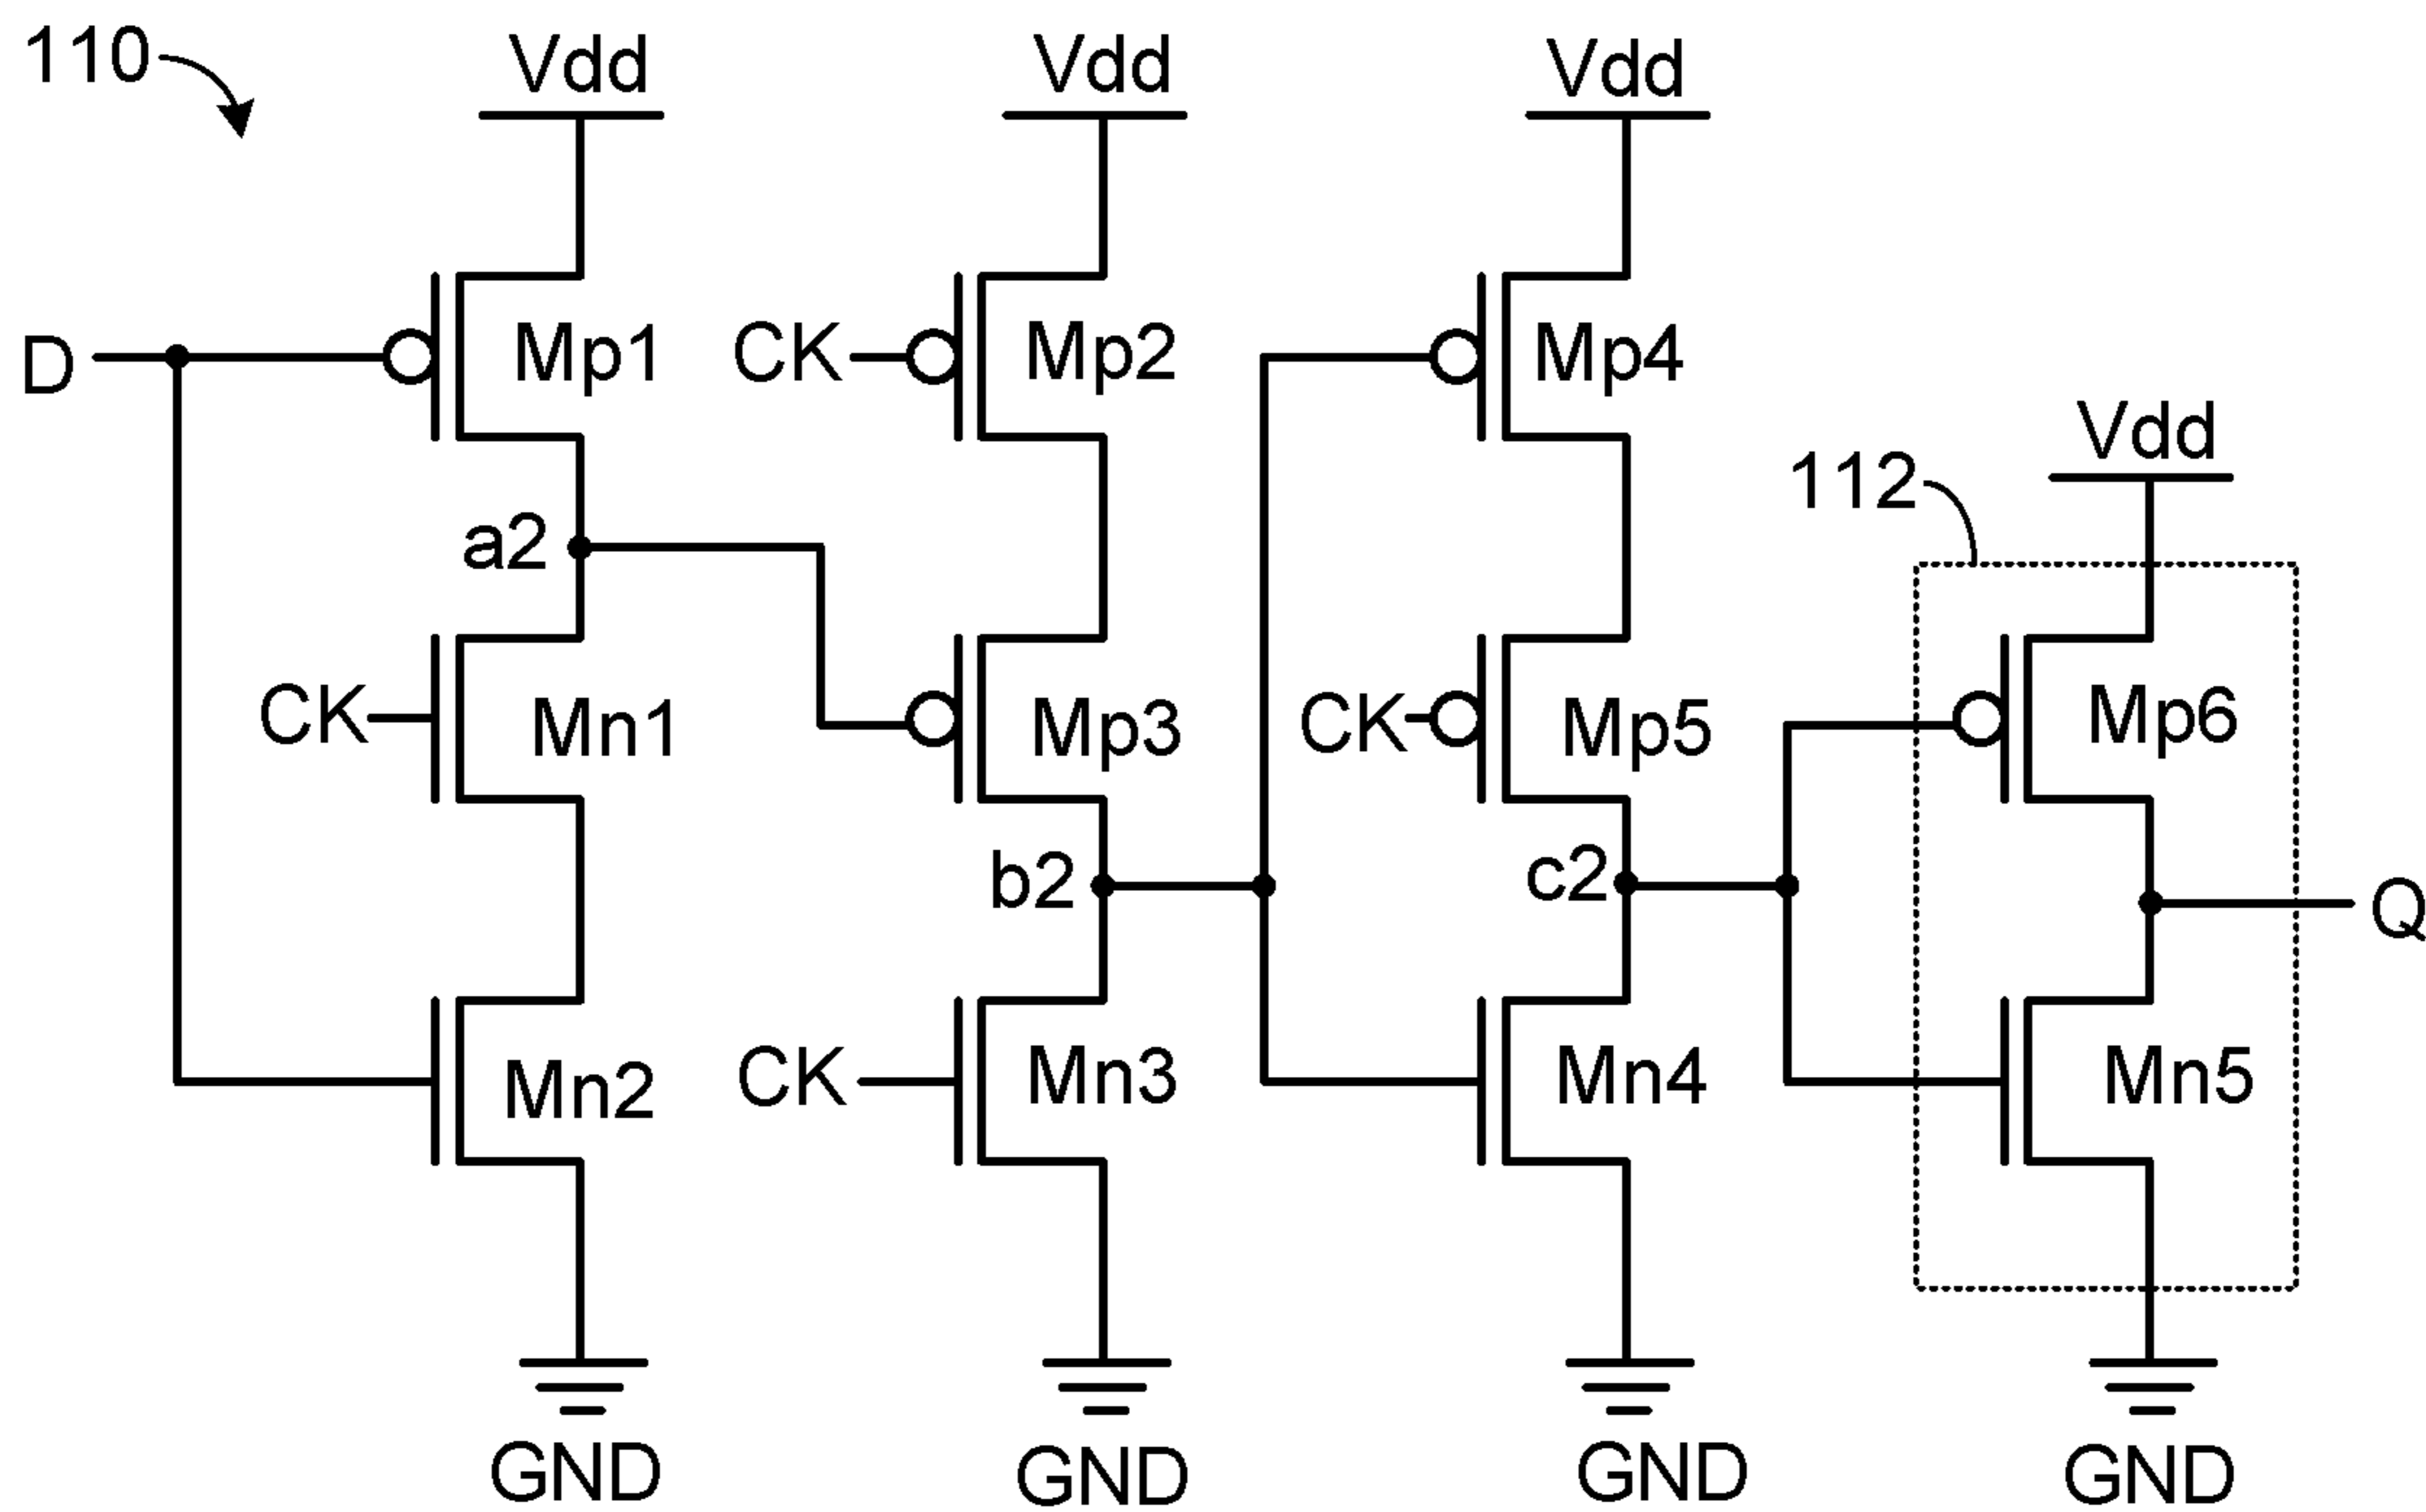 110
Vdd
Vdd
Vdd
D
Mp1
CK
Mp2
Mp4
Vdd
112
a2
CK
Mn1
Mp3
CK
Mp5
Mp6
b2
c2
Q
Mn2
CK
Mn3
Mn4
Mn5
GND
GND
GND
GND